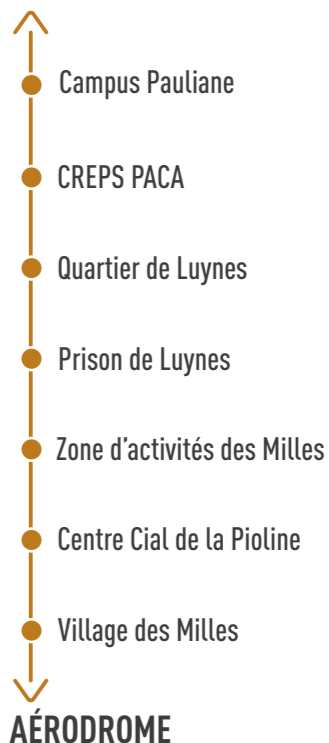 Campus Pauliane
CREPS PACA
Quartier de Luynes
Prison de Luynes
Zone d’activités des Milles
Centre Cial de la Pioline
Village des Milles
AÉRODROME